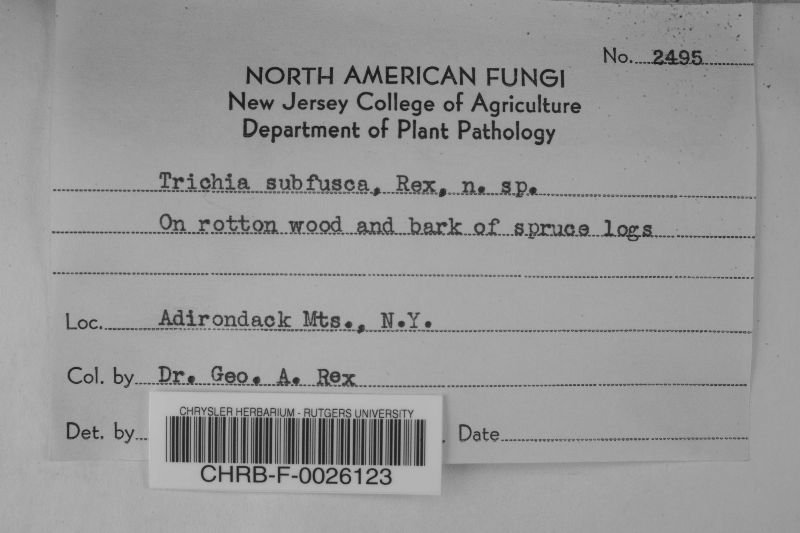 No. 2495
NORTH AMERICAN FUNGI
New Jersey College of Agriculture
Department of Plant Pathology
Trichia subfusca, Rex, n. sp.
On rotton wood and bark of spruce logs
Loc. Adirondack Mts., N.Y.
Col. by Dr. Geo. A. Rex
Det. by Date
CHRYSLER HERBARIUM - RUTGERS UNIVERSITY
CHRB-F-0026123